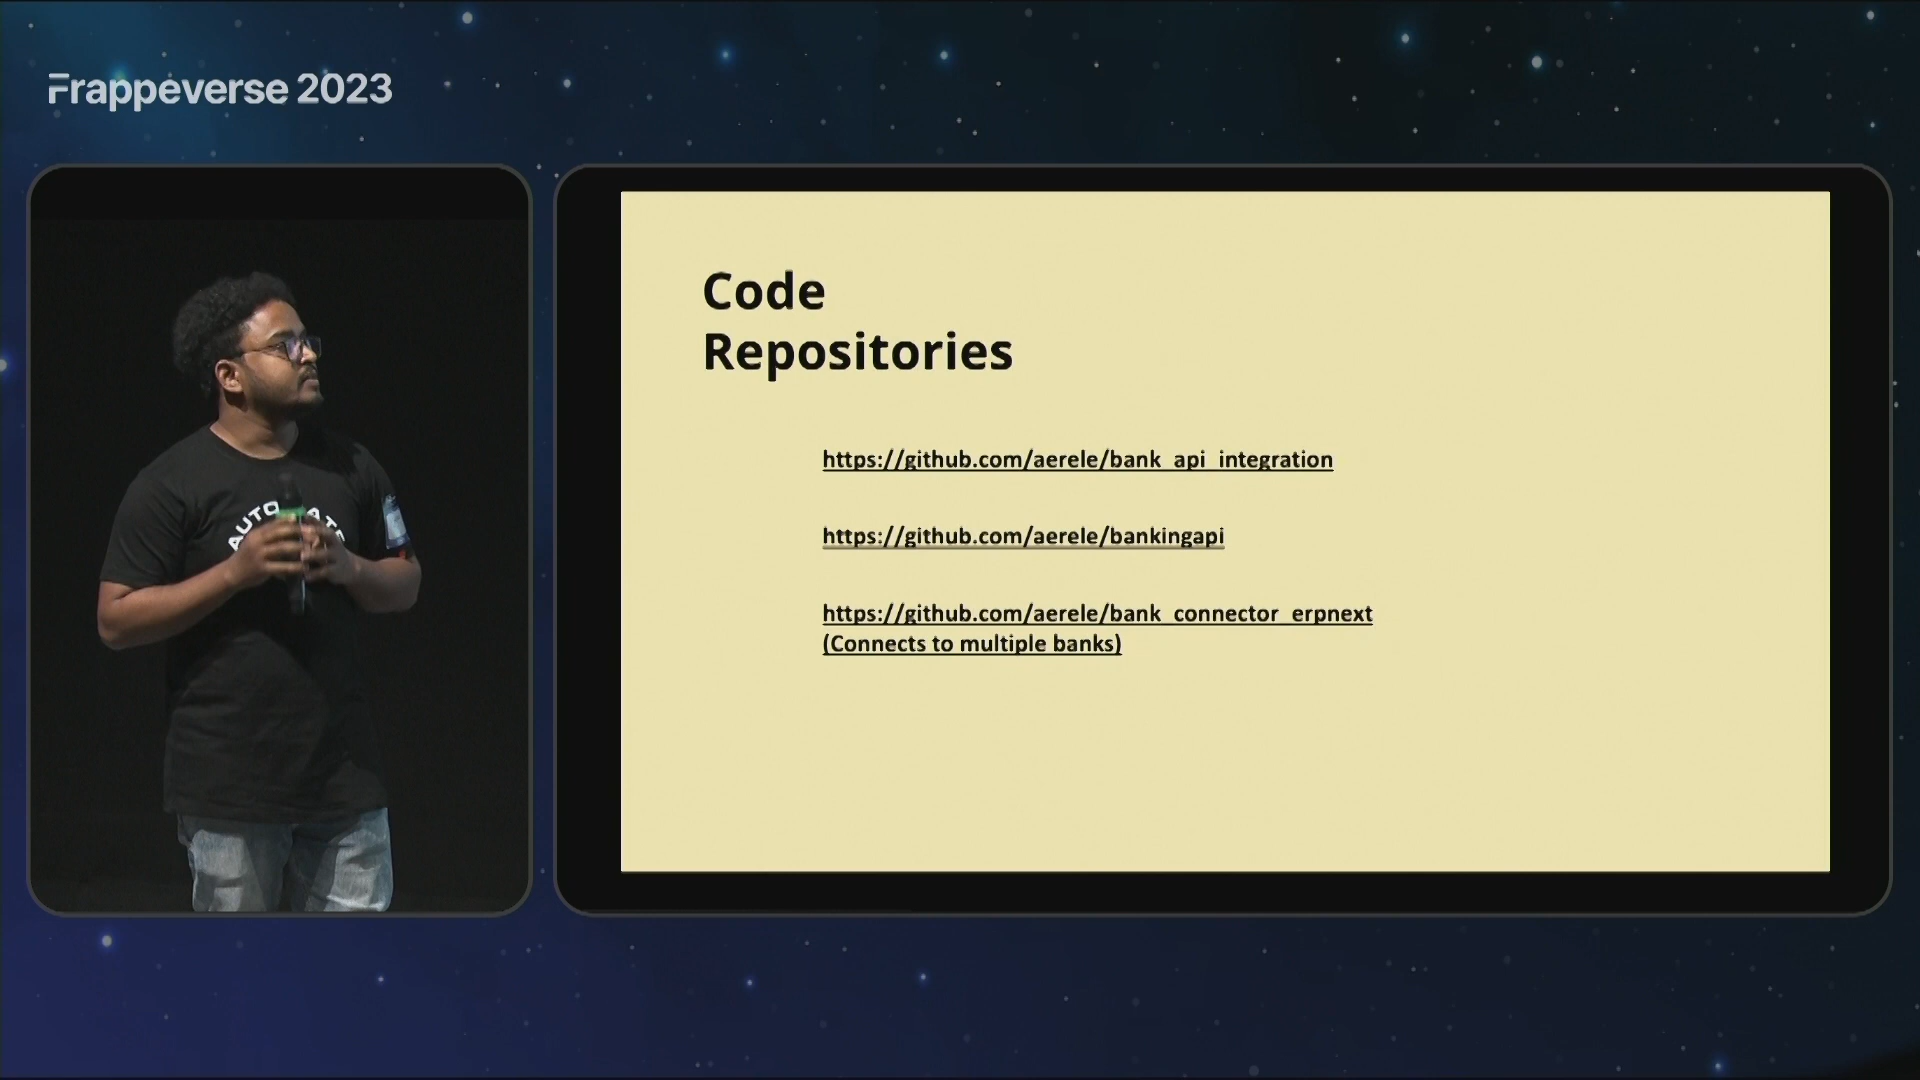 Frappeverse 2023
Code
Repositories
https://github.com/aerele/bank_api_integration
https://github.com/aerele/bankingapi
https://github.com/aerele/bank_connector_erpnext
(Connects to multiple banks)